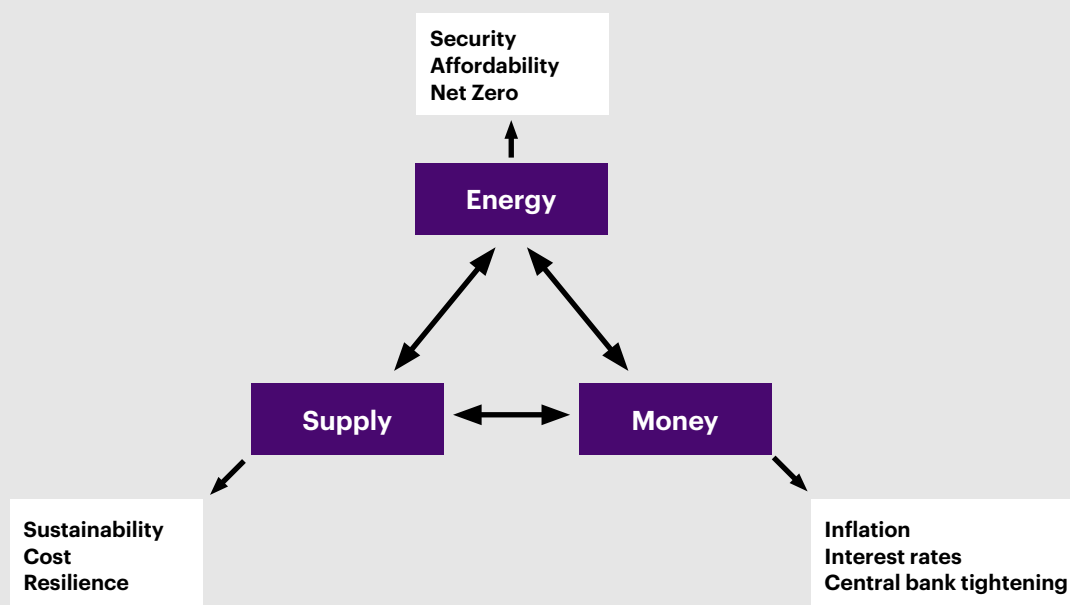 Security
Affordability
Net Zero
Energy
Supply
Money
Sustainability
Cost
Resilience
Inflation
Interest rates
Central bank tightening